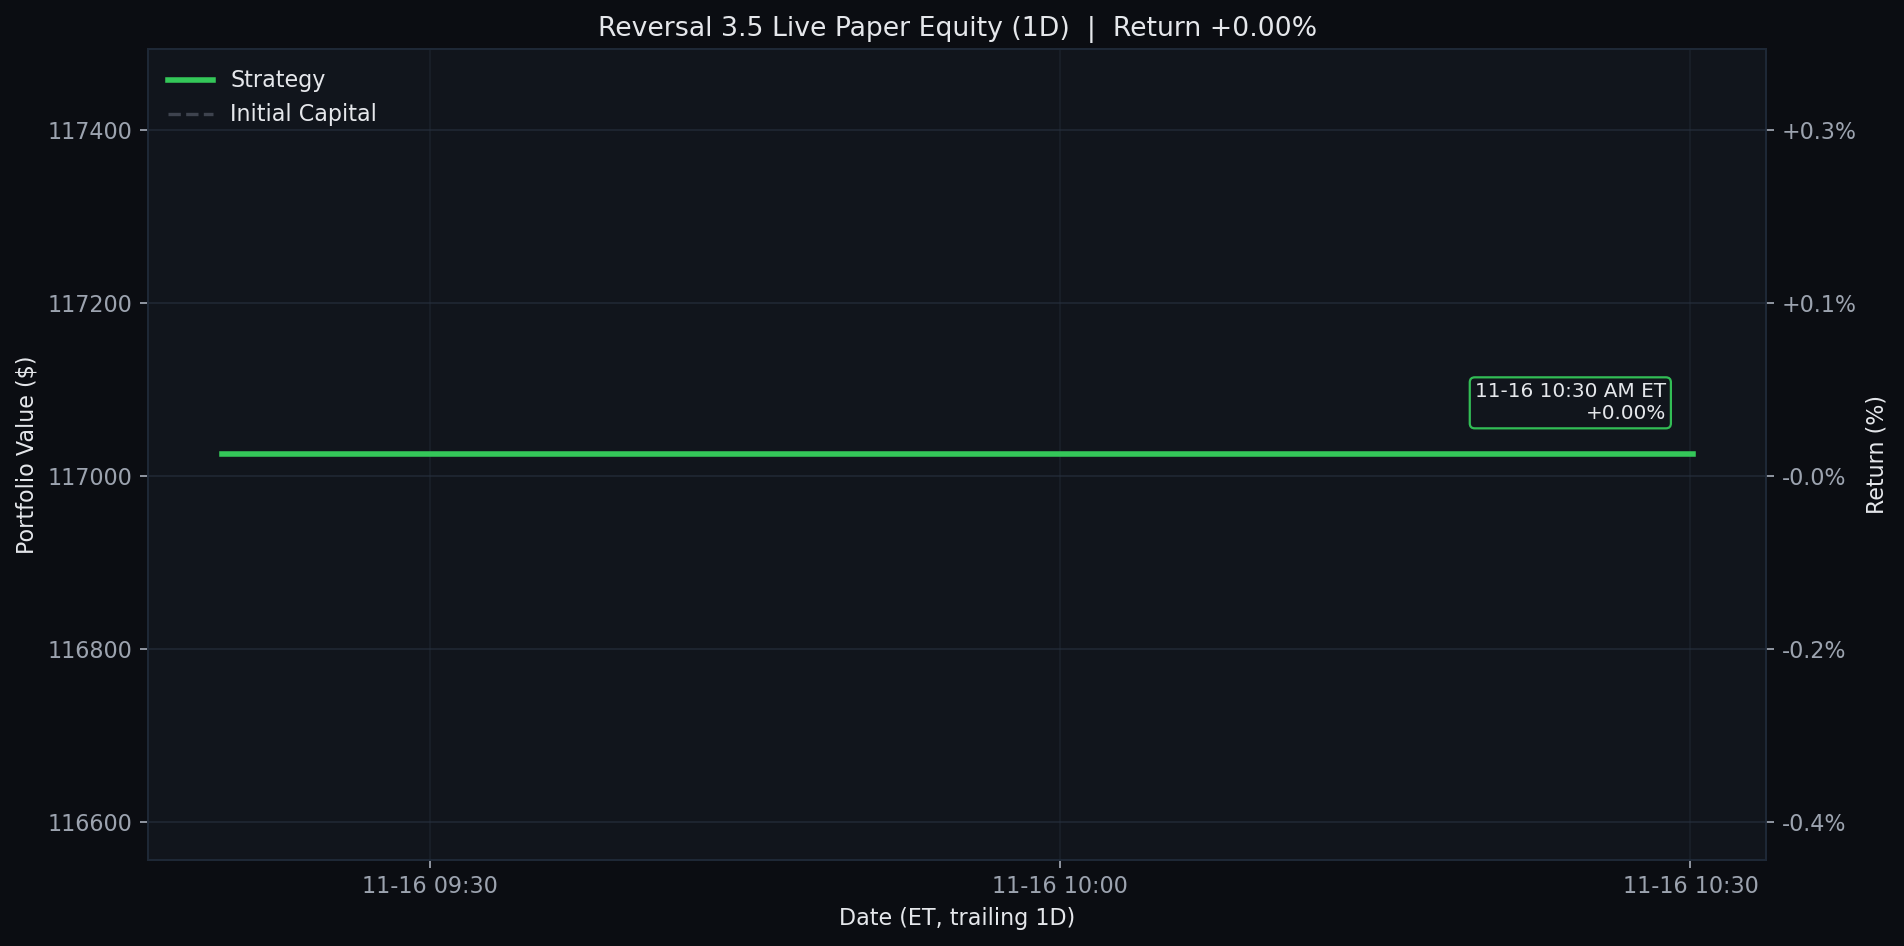 Reversal 3.5 Live Paper Equity (1D)  |  Return +0.00%
Strategy
Initial Capital
117400
117200
117000
116800
116600
Portfolio Value ($)
+0.3%
+0.1%
-0.0%
-0.2%
-0.4%
Return (%)
11-16 10:30 AM ET
+0.00%
11-16 09:30
11-16 10:00
11-16 10:30
Date (ET, trailing 1D)